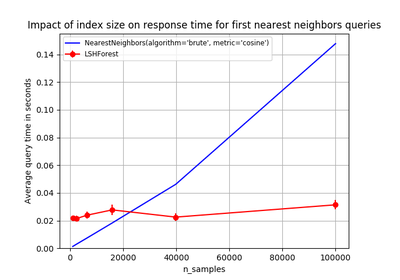 Impact of index size on response time for first nearest neighbors queries
NearestNeighbors(algorithm='brute', metric='cosine')
LSHForest
0.14
0.12
0.10
0.08
0.06
0.04
0.02
0.00
Average query time in seconds
0 20000 40000 60000 80000 100000
n_samples